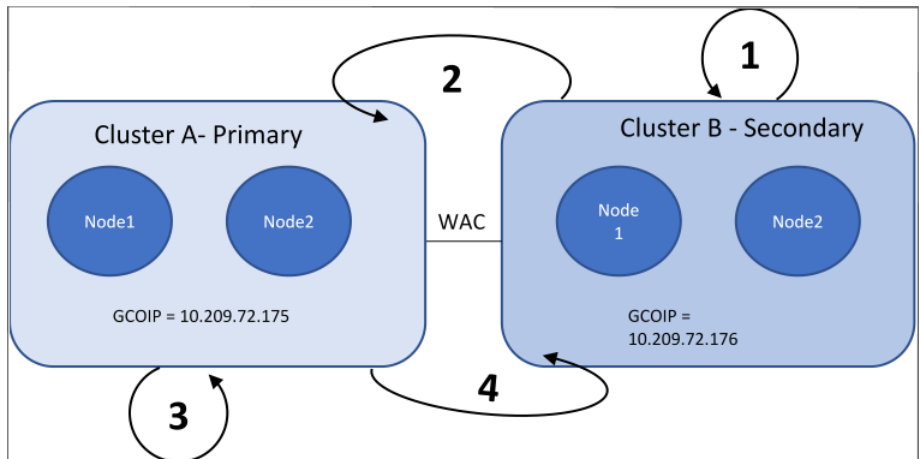 1
2
Cluster A- Primary
Cluster B - Secondary
Node1
Node2
WAC
Node
1
Node2
GCOIP = 10.209.72.175
GCOIP =
10.209.72.176
3
4